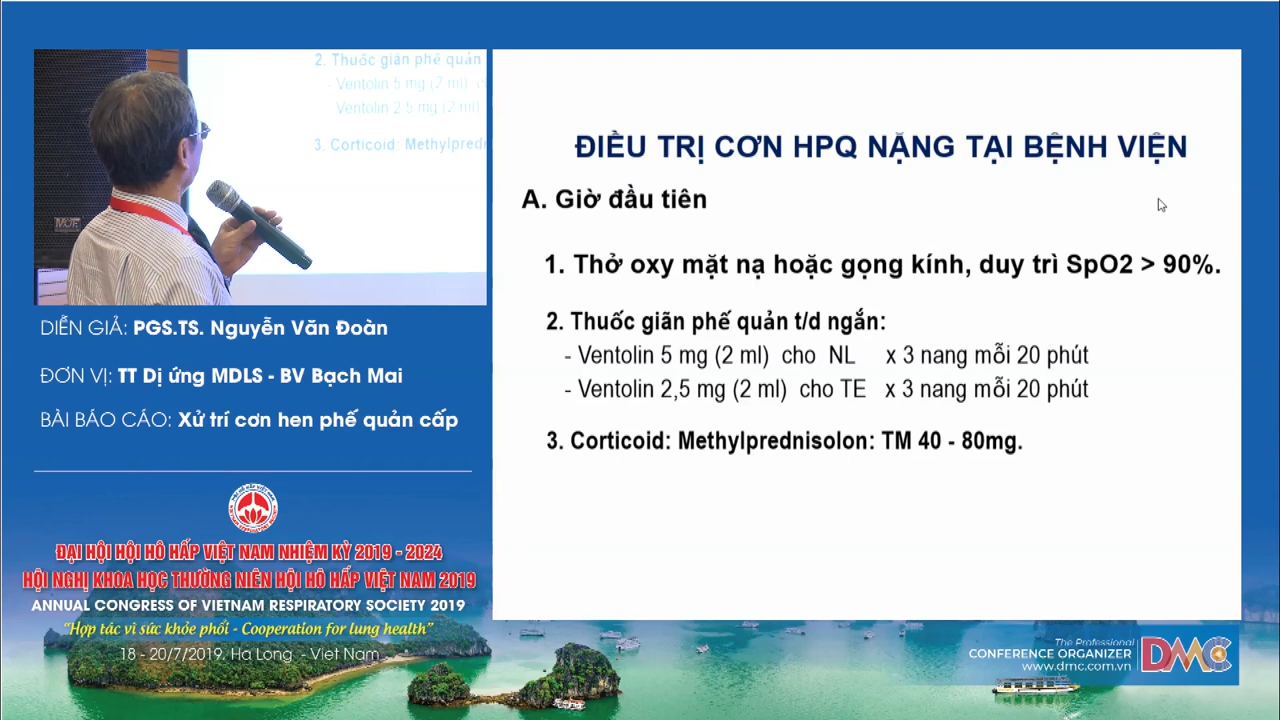 2. Thuốc giãn phế quản
- Ventolin 5 mg (2 ml)
Ventolin 2,5 mg (2 ml)
3. Corticoid: Methylpredn
DIỄN GIẢ: PGS.TS. Nguyễn Văn Đoàn
ĐƠN VỊ: TT Dị ứng MDLS - BV Bạch Mai
BÀI BÁO CÁO: Xử trí cơn hen phế quản cấp
ĐẠI HỘI HỘI HÔ HẤP VIỆT NAM NHIỆM KỲ 2019 - 2024
HỘI NGHỊ KHOA HỌC THƯỜNG NIÊN HỘI HÔ HẤP VIỆT NAM 2019
ANNUAL CONGRESS OF VIETNAM RESPIRATORY SOCIETY 2019
"Hợp tác vì sức khỏe phổi - Cooperation for lung health"
18 - 20/7/2019. Ha Long - Viet Nam
ĐIỀU TRỊ CƠN HPQ NẶNG TẠI BỆNH VIỆN
A. Giờ đầu tiên
1. Thở oxy mặt nạ hoặc gọng kính, duy trì SpO2 > 90%.
2. Thuốc giãn phế quản t/d ngắn:
- Ventolin 5 mg (2 ml) cho NL x 3 nang mỗi 20 phút
- Ventolin 2,5 mg (2 ml) cho TE x 3 nang mỗi 20 phút
3. Corticoid: Methylprednisolon: TM 40 - 80mg.
The Professional
CONFERENCE ORGANIZER
www.dmc.com.vn
DMC